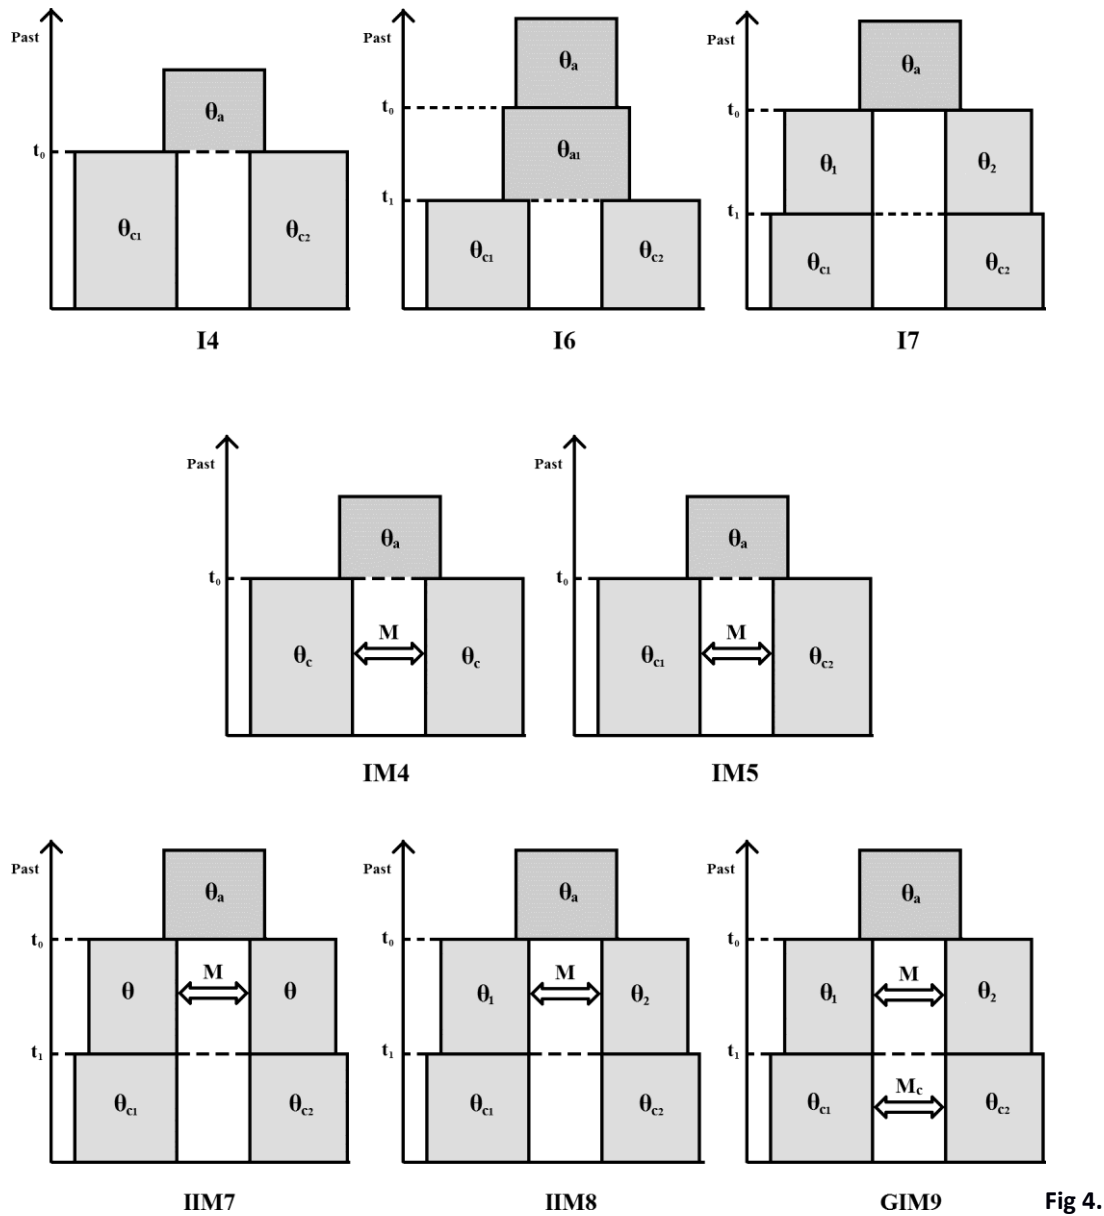 Past Past Past
θa θa θa
t0 t0
t0 θa1 θ1 θ2
t1 t1
θc1 θc2 θc1 θc2 θc1 θc2
I4 I6 I7
Past Past
θa θa
t0 t0
θc M θc θc1 M θc2
IM4 IM5
Past Past Past
θa θa θa
t0 t0 t0
θ M θ θ1 M θ2 θ1 M θ2
t1 t1 t1
θc1 θc2 θc1 θc2 θc1 Mc θc2
IIM7 IIM8 GIM9 Fig 4.